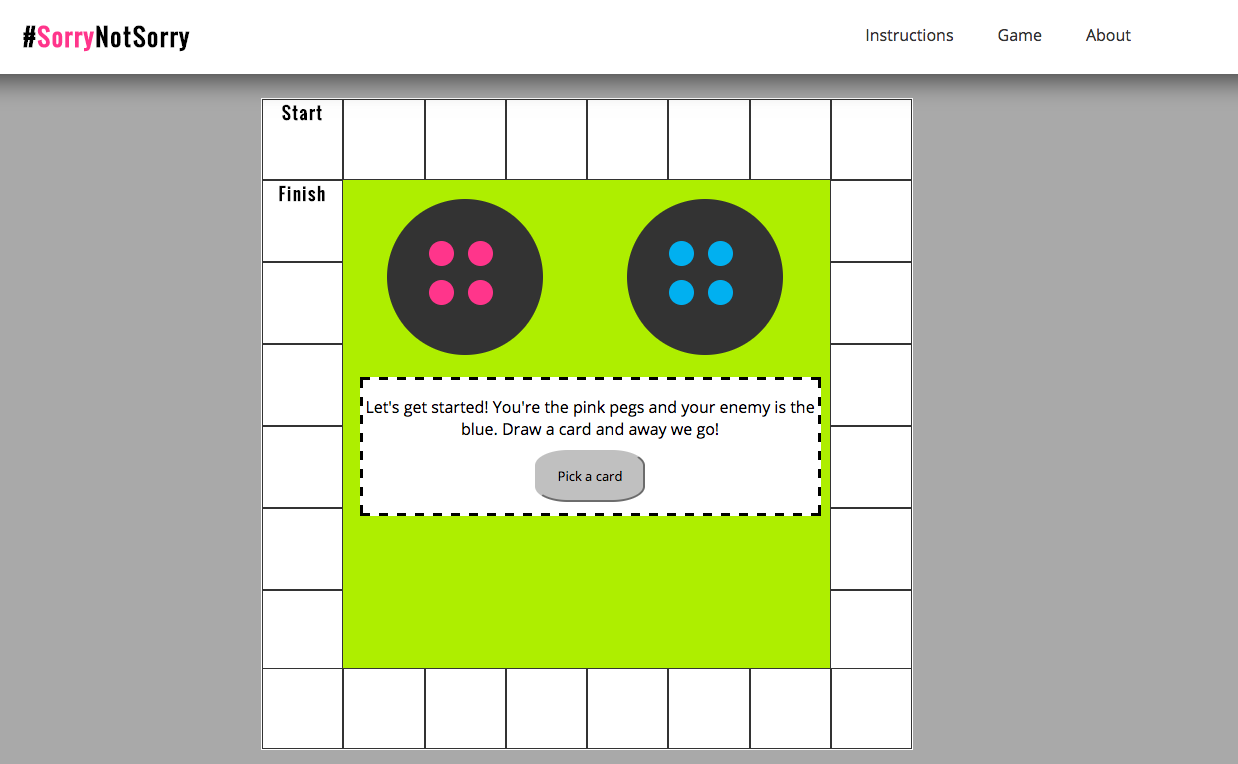 #SorryNotSorry
Instructions
Game
About
Start
Finish
Let's get started! You're the pink pegs and your enemy is the
blue. Draw a card and away we go!
Pick a card